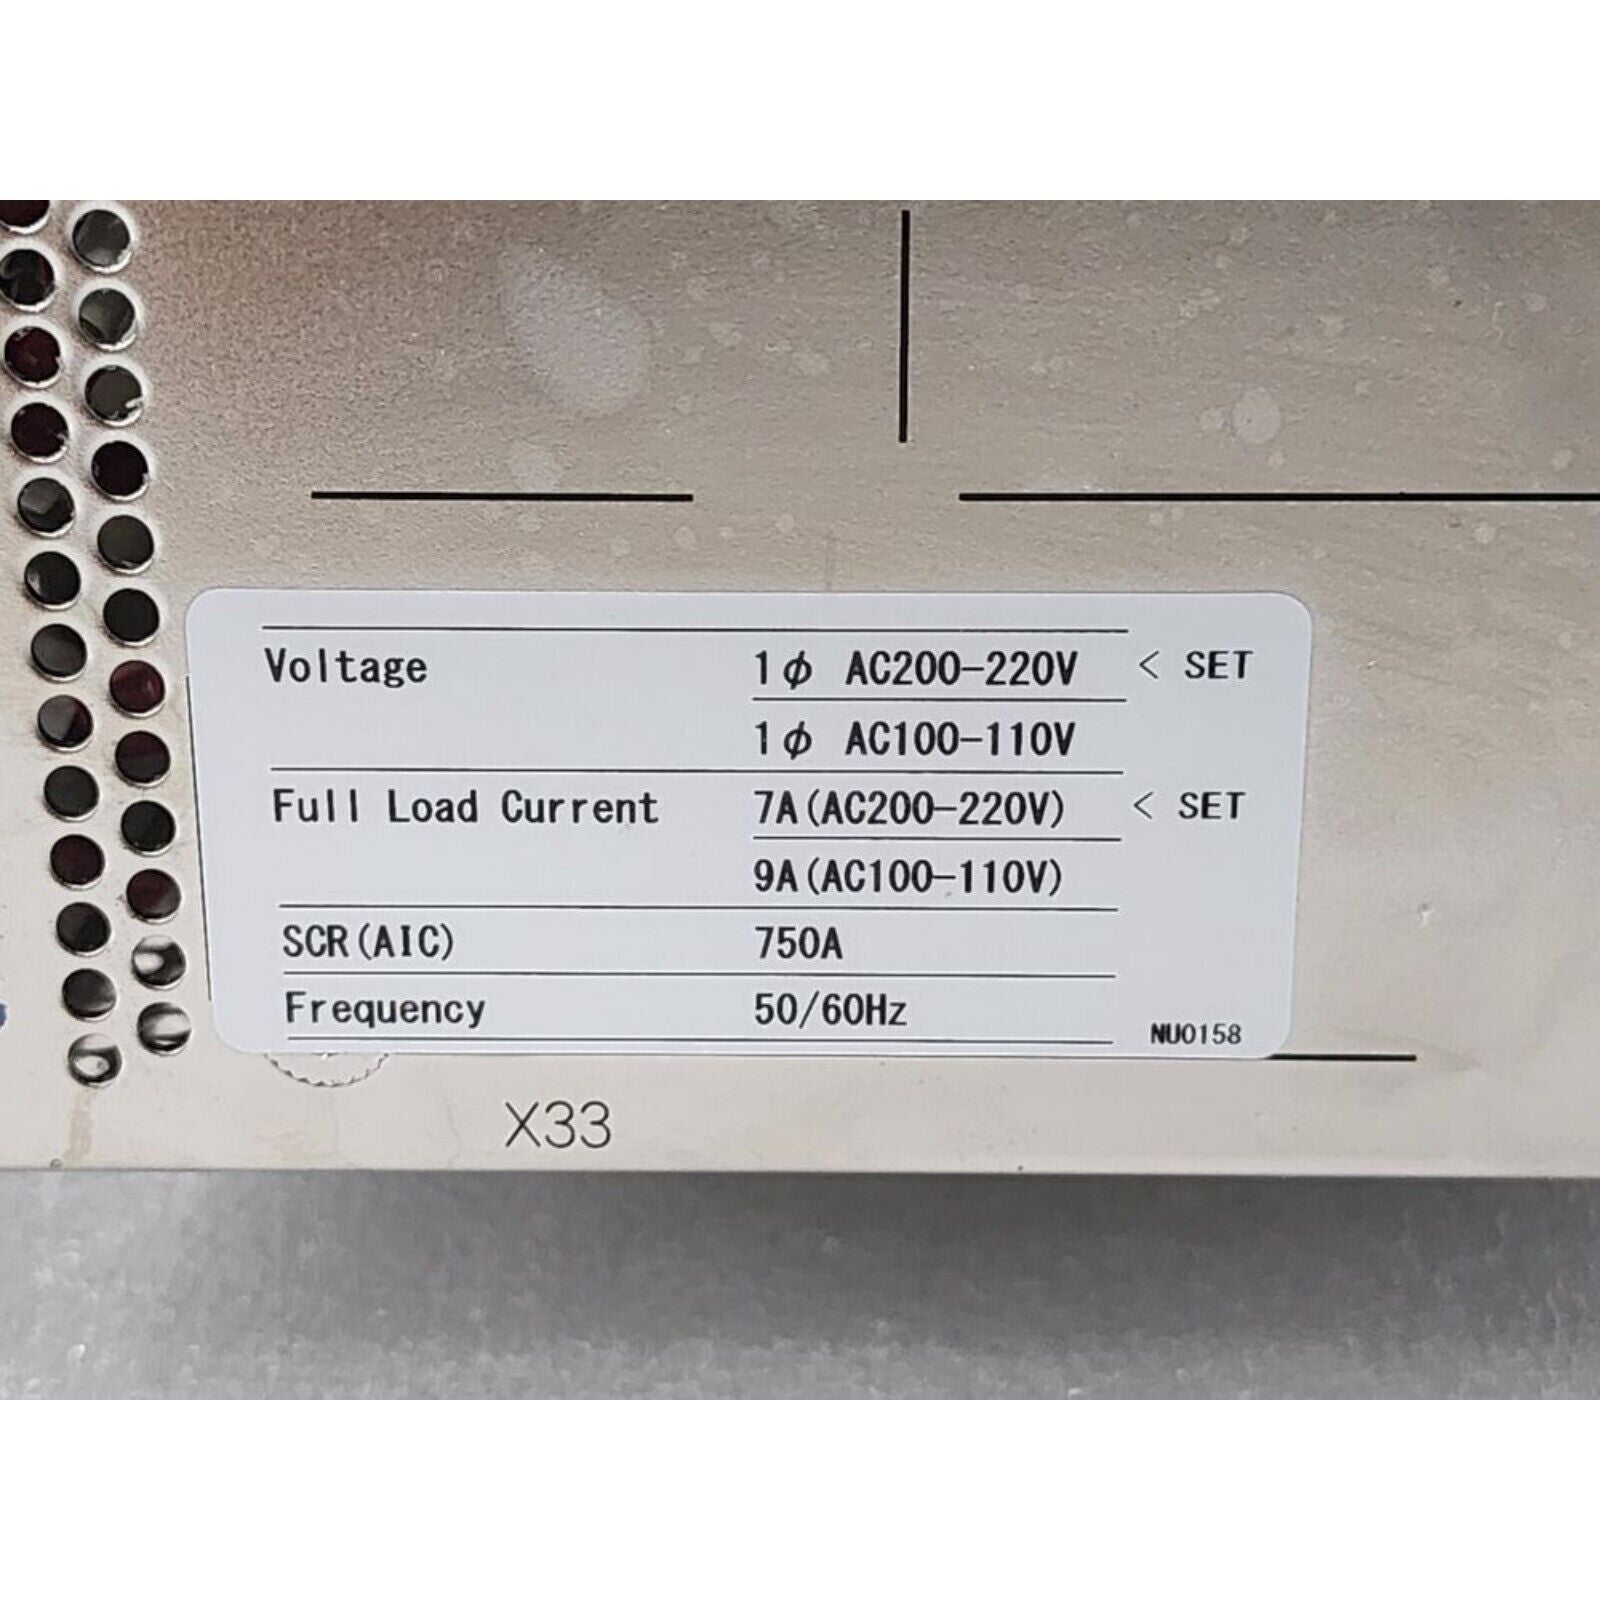 Voltage 1φ AC200-220V < SET
1φ AC100-110V
Full Load Current 7A(AC200-220V) < SET
9A(AC100-110V)
SCR(AIC) 750A
Frequency 50/60Hz
NU0158
X33